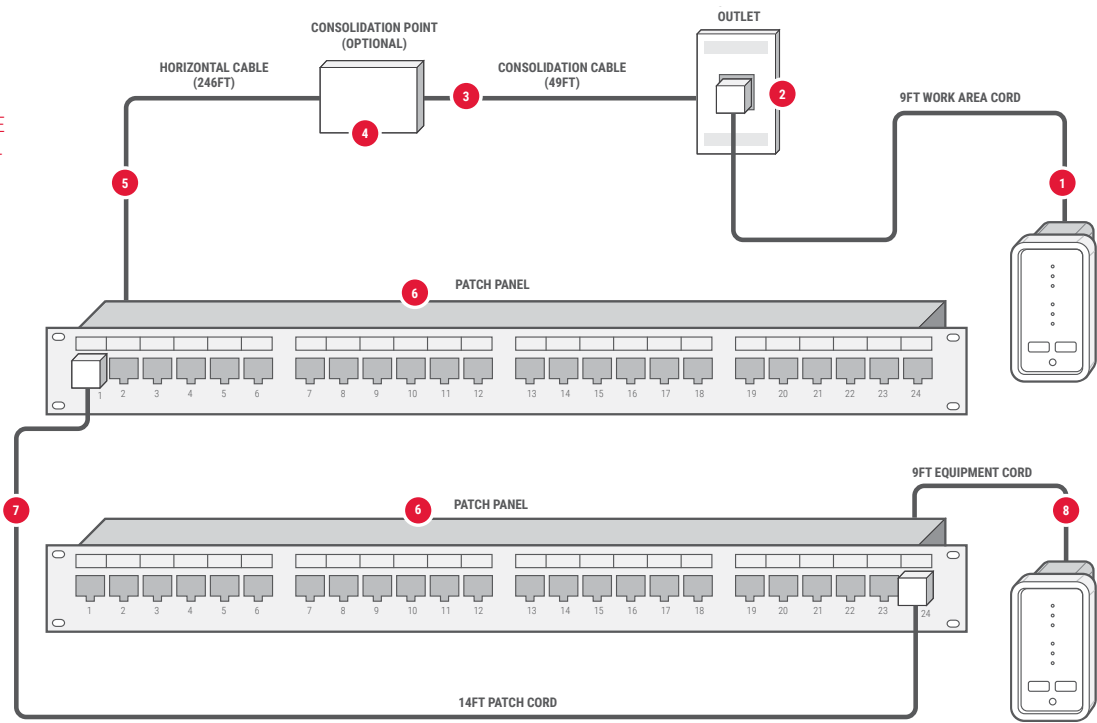 OUTLET
CONSOLIDATION POINT
(OPTIONAL)
HORIZONTAL CABLE
(246FT)
CONSOLIDATION CABLE
(49FT)
9FT WORK AREA CORD
3
2
4
5
1
E
6
PATCH PANEL
1 2 3 4 5 6 7 8 9 10 11 12 13 14 15 16 17 18 19 20 21 22 23 24
9FT EQUIPMENT CORD
7
6
PATCH PANEL
8
1 2 3 4 5 6 7 8 9 10 11 12 13 14 15 16 17 18 19 20 21 22 23 24
14FT PATCH CORD